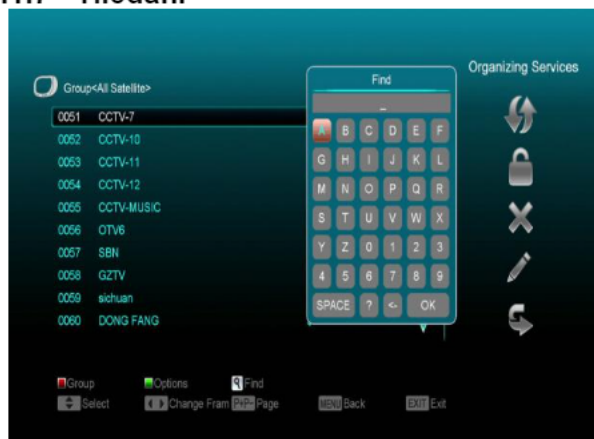 Organizing Services
Find
_
Group<All Satellite>
0051 CCTV-7
0052 CCTV-10
0053 CCTV-11
0054 CCTV-12
0055 CCTV-MUSIC
0056 OTV6
0057 SBN
0058 GZTV
0059 sichuan
0060 DONG FANG
A B C D E F
G H I J K L
M N O P Q R
S T U V W X
Y Z 0 1 2 3
4 5 6 7 8 9
SPACE ? <- OK
Group Options Find
Select Change Fram P+P- Page MENU Back EXIT Exit